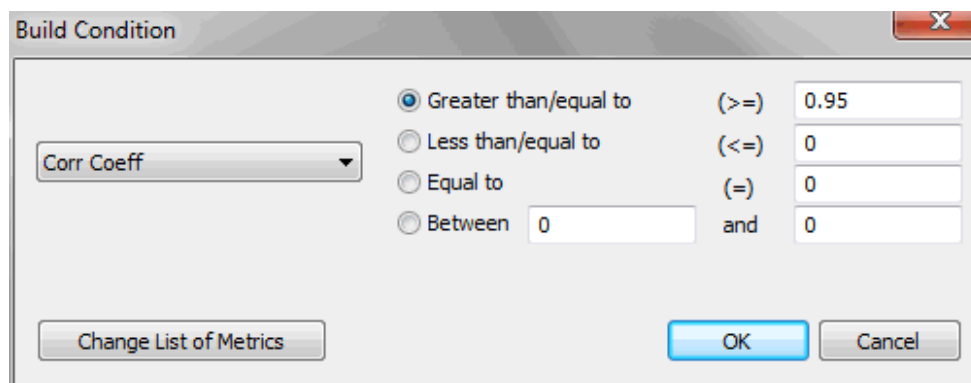 Build Condition
x
Greater than/equal to (>=) 0.95
Corr Coeff
Less than/equal to (<=) 0
Equal to (=) 0
Between 0 and 0
Change List of Metrics OK Cancel